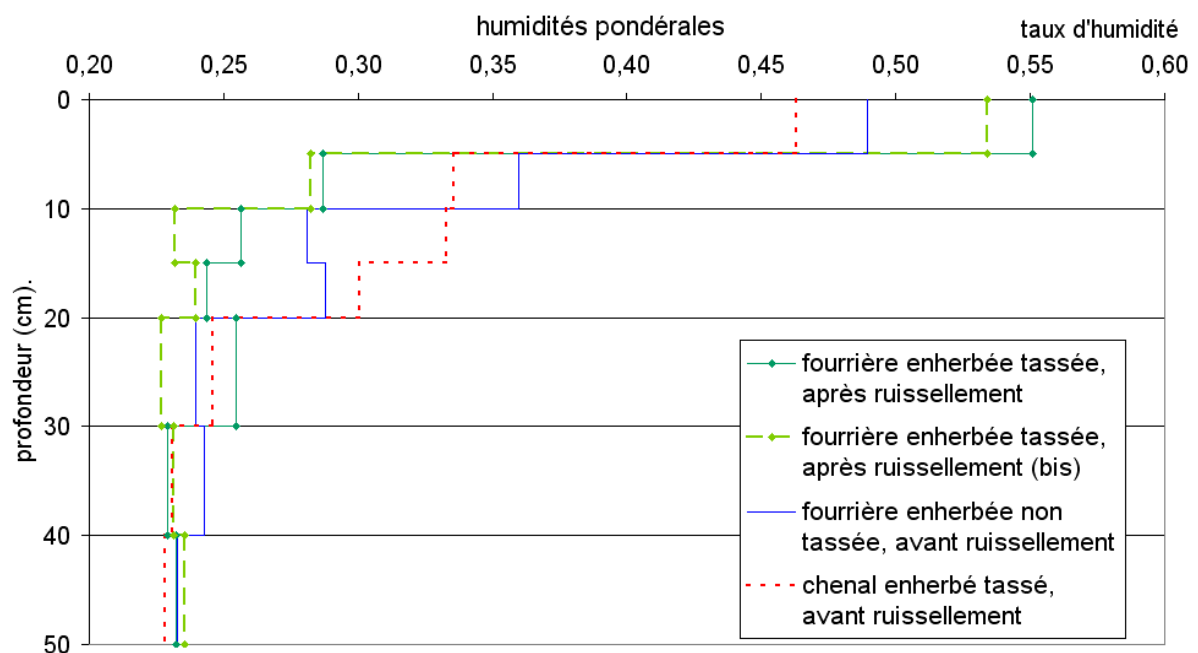 humidités pondérales
taux d'humidité
0,20 0,25 0,30 0,35 0,40 0,45 0,50 0,55 0,60
0
10
20
30
40
50
profondeur (cm).
fourrière enherbée tassée,
après ruissellement
fourrière enherbée tassée,
après ruissellement (bis)
fourrière enherbée non
tassée, avant ruissellement
chenal enherbé tassé,
avant ruissellement